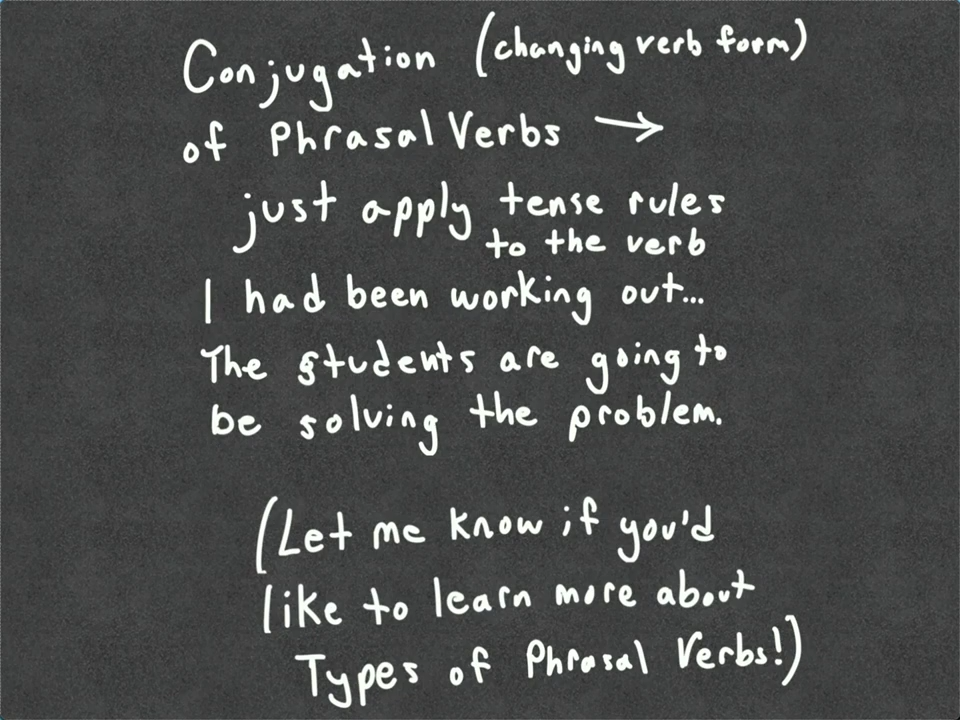 Conjugation (changing verb form)
of Phrasal Verbs →
just apply tense rules
to the verb
I had been working out...
The students are going to
be solving the problem.
(Let me know if you'd
like to learn more about
Types of Phrasal Verbs!)